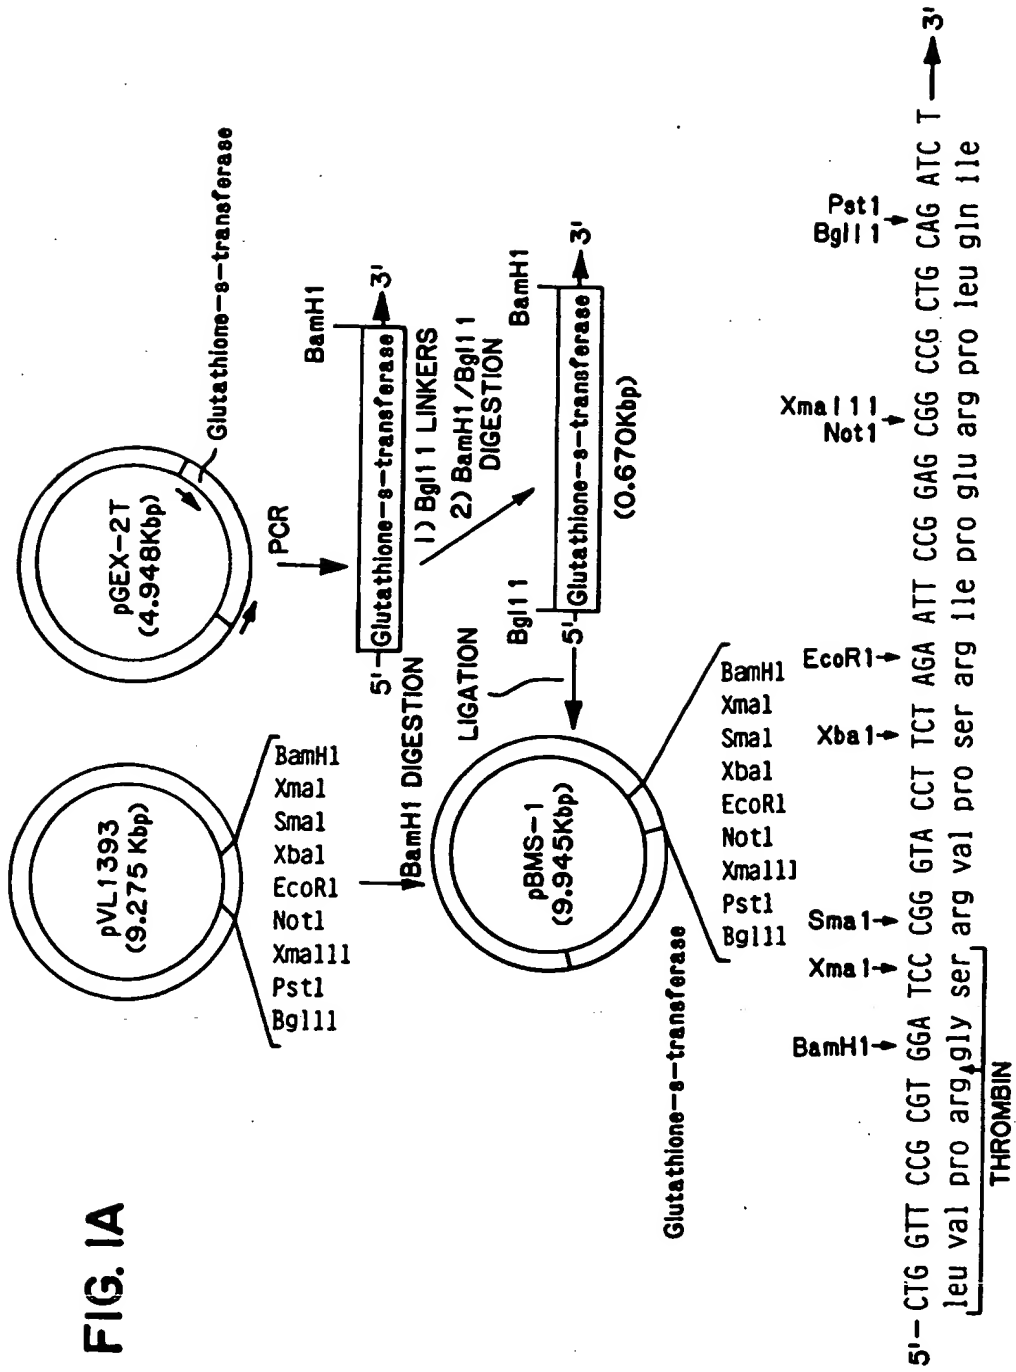 FIG. 1A
pVL1393
(9.275 Kbp)
BamH1
Xma1
Sma1
Xba1
EcoR1
Not1
Xma111
Pst1
Bgl11
BamH1 DIGESTION
pGEX-2T
(4.948Kbp)
Glutathione-s-transferase
PCR
BamH1
5'-Glutathione-s-transferase 3'
1) Bgl11 LINKERS
2) BamH1/Bgl11
DIGESTION
Bgl11
BamH1
5'-Glutathione-s-transferase 3'
(0.670Kbp)
LIGATION
pBMS-1
(9.945Kbp)
Glutathione-s-transferase
BamH1
Xma1
Sma1
Xba1
EcoR1
Not1
Xma11]
Pst1
Bgl11
BamH1
Xma1
Sma1
Xba1
EcoR1
Xma111
Not1
Pst1
Bgl11
5'-CTG GTT CCG CGT GGA TCC CGG GTA CCT TCT AGA ATT CCG GAG CGG CCG CTG CAG ATC T 3'
leu val pro arg gly ser arg val pro ser arg ile pro glu arg pro leu gln ile
THROMBIN